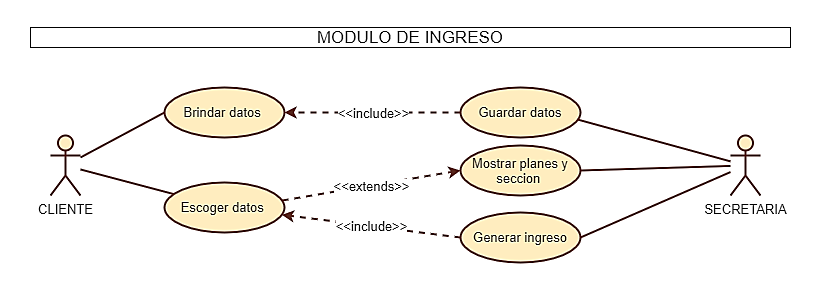 MODULO DE INGRESO
Brindar datos
<<include>>
Guardar datos
Mostrar planes y
seccion
<<extends>>
CLIENTE
Escoger datos
SECRETARIA
<<include>>
Generar ingreso